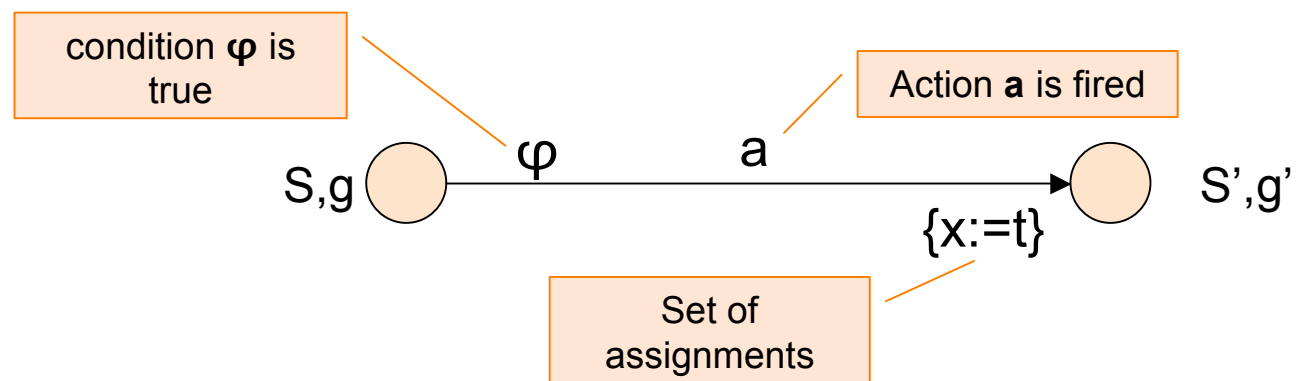 condition φ is
true
Action a is fired
φ
a
S,g
S’,g’
{x:=t}
Set of
assignments